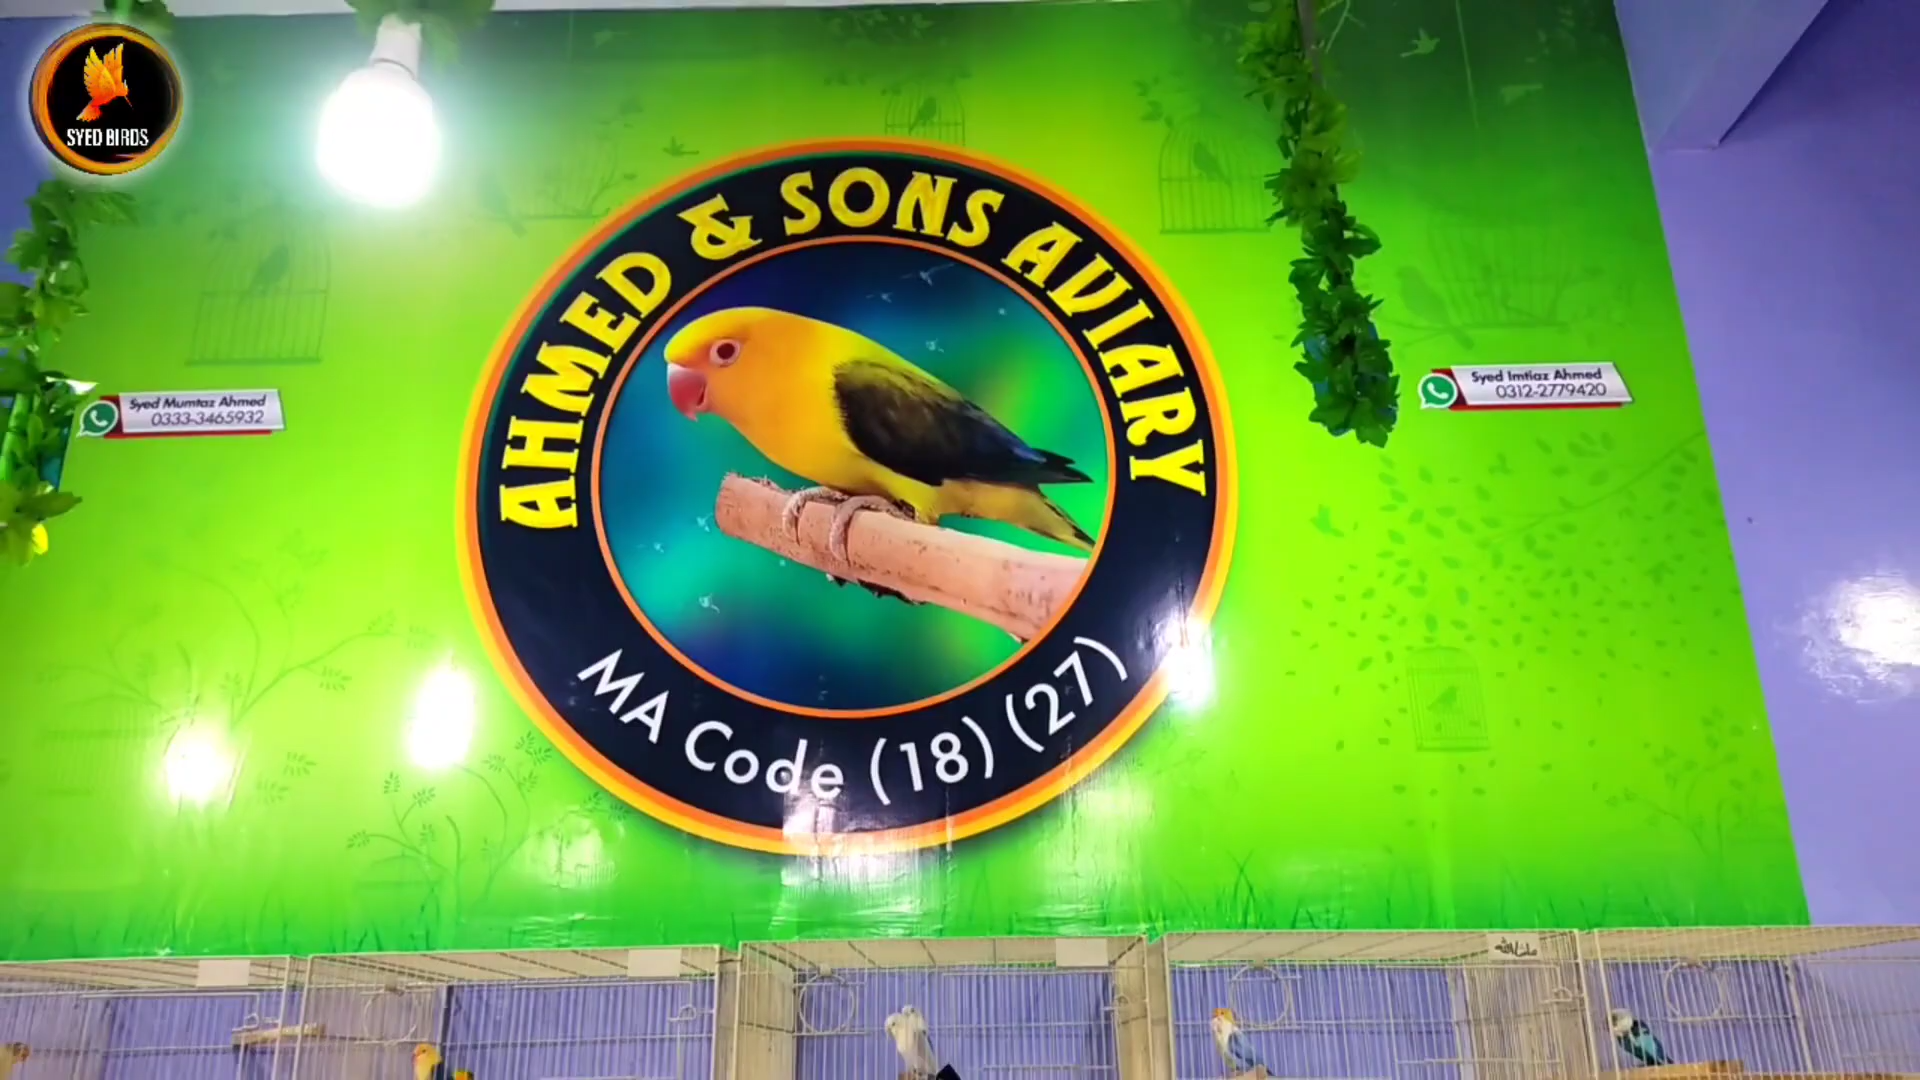 SYED BIRDS
AHMED & SONS AVIARY
Syed Mumtaz Ahmed
0333-3465932
Syed Imtiaz Ahmed
0312-2779420
MA Code (18) (27)
ماشاءالله